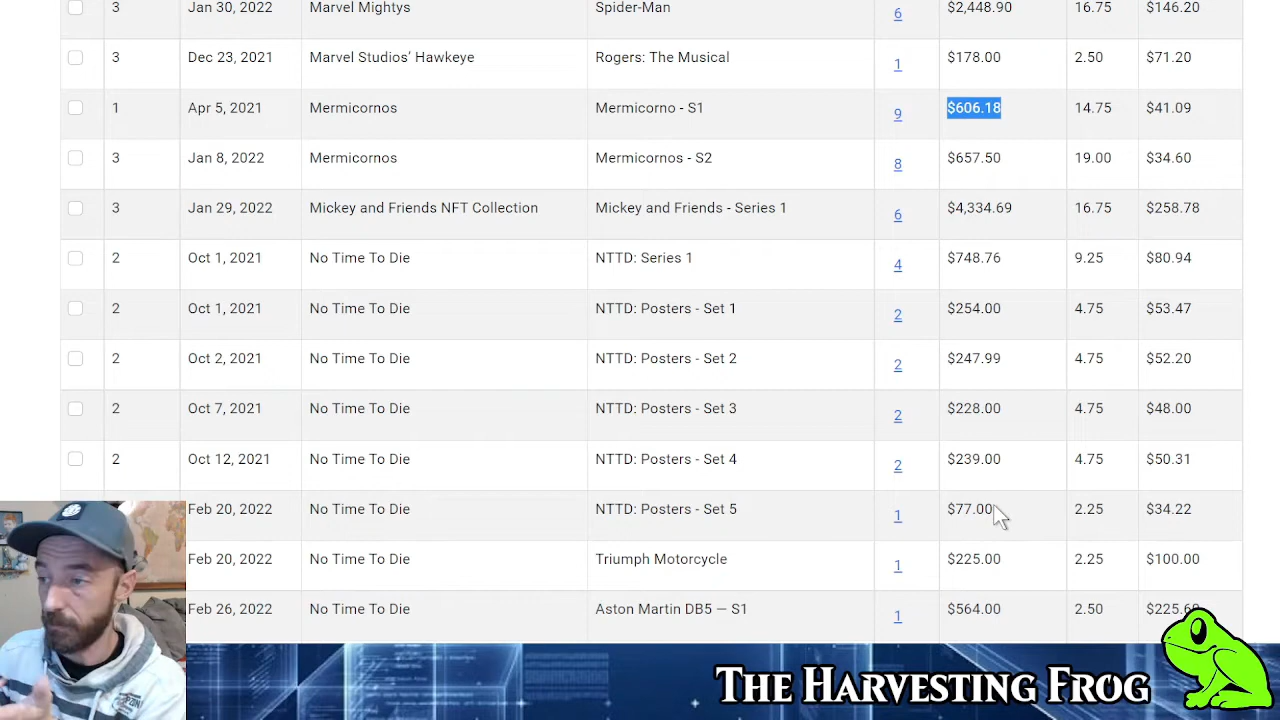 3 Jan 30, 2022 Marvel Mightys Spider-Man 6 $2,448.90 16.75 $146.20
3 Dec 23, 2021 Marvel Studios' Hawkeye Rogers: The Musical 1 $178.00 2.50 $71.20
1 Apr 5, 2021 Mermicornos Mermicorno - S1 9 $606.18 14.75 $41.09
3 Jan 8, 2022 Mermicornos Mermicornos - S2 8 $657.50 19.00 $34.60
3 Jan 29, 2022 Mickey and Friends NFT Collection Mickey and Friends - Series 1 6 $4,334.69 16.75 $258.78
2 Oct 1, 2021 No Time To Die NTTD: Series 1 4 $748.76 9.25 $80.94
2 Oct 1, 2021 No Time To Die NTTD: Posters - Set 1 2 $254.00 4.75 $53.47
2 Oct 2, 2021 No Time To Die NTTD: Posters - Set 2 2 $247.99 4.75 $52.20
2 Oct 7, 2021 No Time To Die NTTD: Posters - Set 3 2 $228.00 4.75 $48.00
2 Oct 12, 2021 No Time To Die NTTD: Posters - Set 4 2 $239.00 4.75 $50.31
Feb 20, 2022 No Time To Die NTTD: Posters - Set 5 1 $77.00 2.25 $34.22
Feb 20, 2022 No Time To Die Triumph Motorcycle 1 $225.00 2.25 $100.00
Feb 26, 2022 No Time To Die Aston Martin DB5 — S1 1 $564.00 2.50
The Harvesting Frog